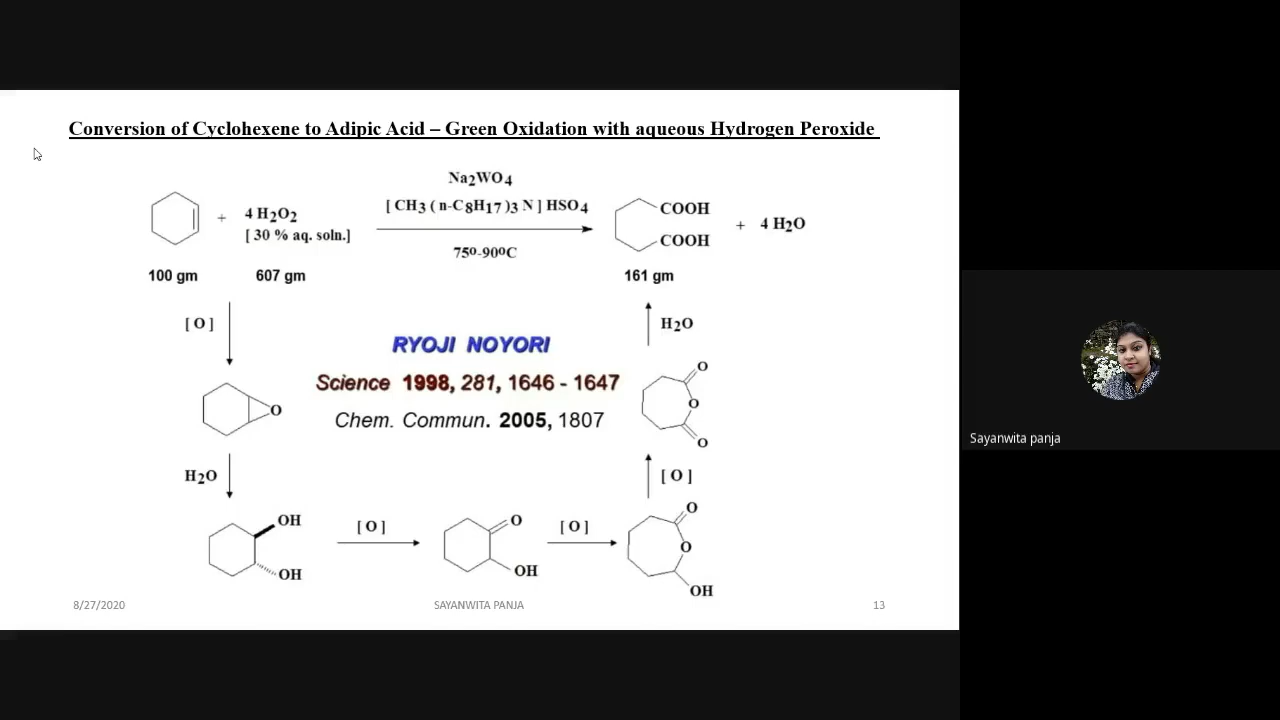 Conversion of Cyclohexene to Adipic Acid – Green Oxidation with aqueous Hydrogen Peroxide
Na2WO4
[ CH3 ( n-C8H17 )3 N ] HSO4
75o-90oC
+
4 H2O2
[ 30 % aq. soln.]
COOH
COOH
+ 4 H2O
100 gm
607 gm
161 gm
[ O ]
H2O
RYOJI NOYORI
Science 1998, 281, 1646 - 1647
Chem. Commun. 2005, 1807
O
O
O
O
H2O
[ O ]
OH
OH
[ O ]
O
OH
[ O ]
O
O
OH
8/27/2020
SAYANWITA PANJA
13
Sayanwita panja